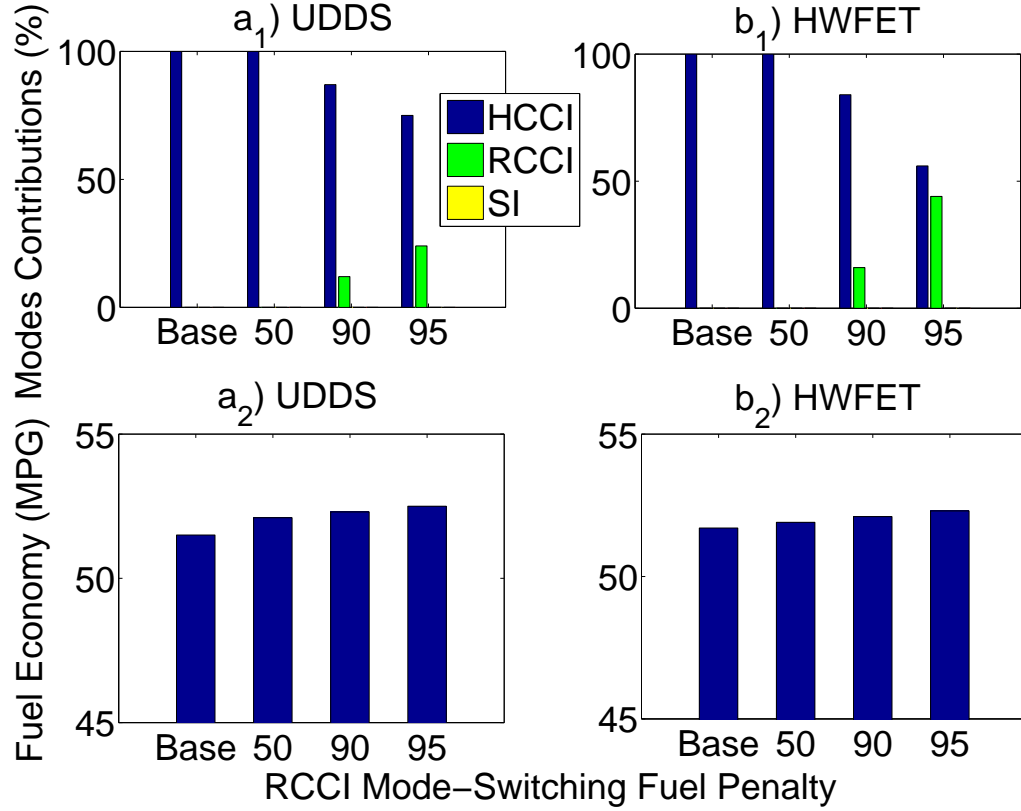 a1) UDDS
b1) HWFET
Modes Contributions (%)
100
50
0
Base 50 90 95
100
50
0
Base 50 90 95
HCCI
RCCI
SI
a2) UDDS
b2) HWFET
Fuel Economy (MPG)
55
50
45
Base 50 90 95
55
50
45
Base 50 90 95
RCCI Mode−Switching Fuel Penalty